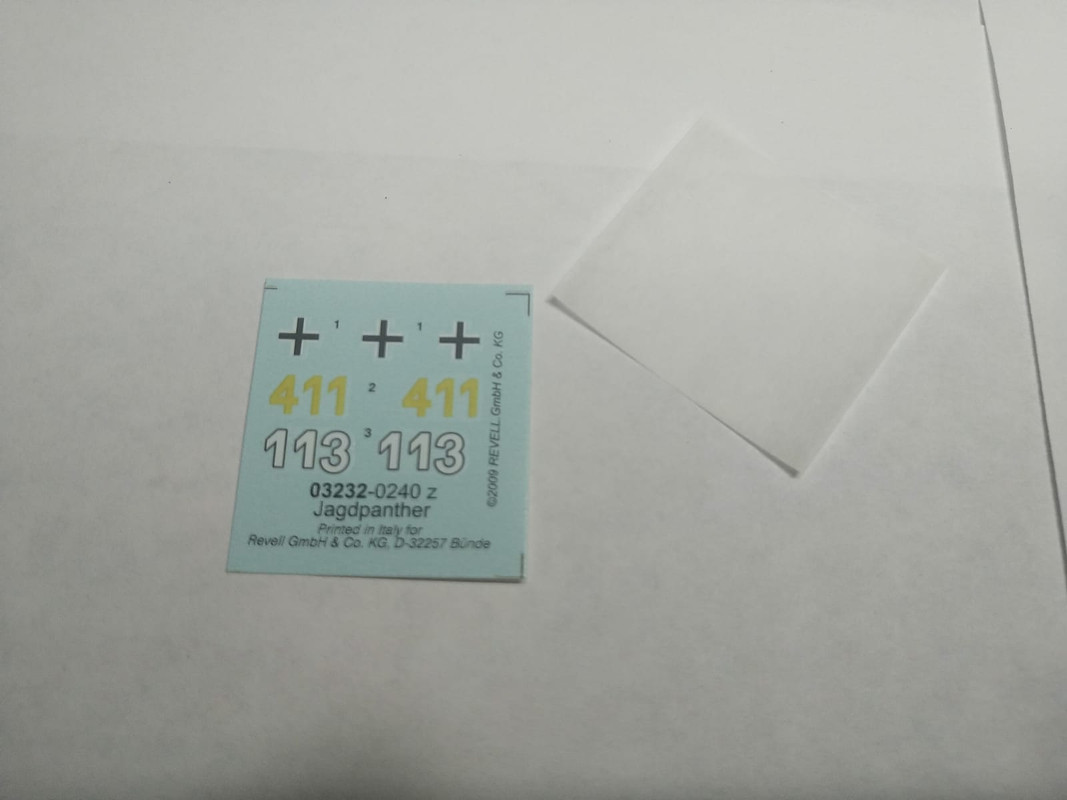 1 1
411 2 411
113 3 113
03232-0240 z
Jagdpanther
Printed in Italy for
Revell GmbH & Co. KG, D-32257 Bünde
©2009 REVELL GmbH & Co. KG